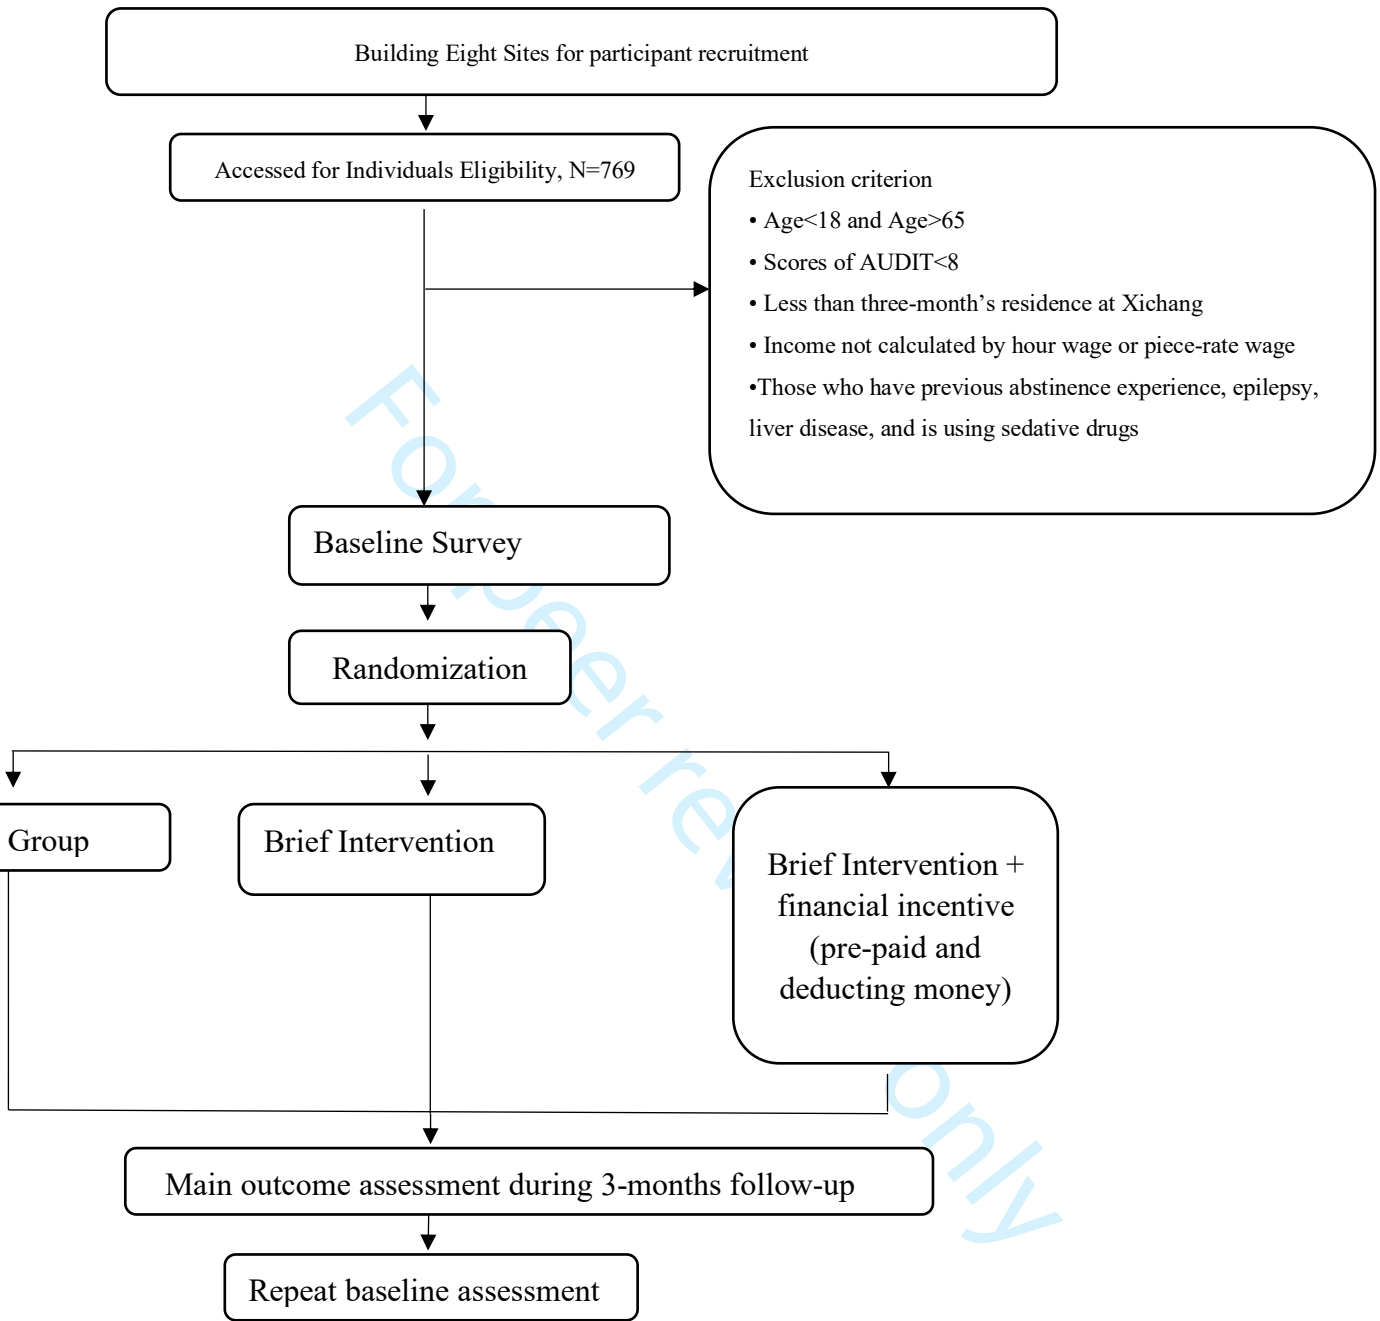 Building Eight Sites for participant recruitment
Accessed for Individuals Eligibility, N=769
Exclusion criterion
• Age<18 and Age>65
• Scores of AUDIT<8
• Less than three-month’s residence at Xichang
• Income not calculated by hour wage or piece-rate wage
•Those who have previous abstinence experience, epilepsy,
liver disease, and is using sedative drugs
Baseline Survey
Randomization
Group
Brief Intervention
Brief Intervention +
financial incentive
(pre-paid and
deducting money)
Main outcome assessment during 3-months follow-up
Repeat baseline assessment
For peer rev only